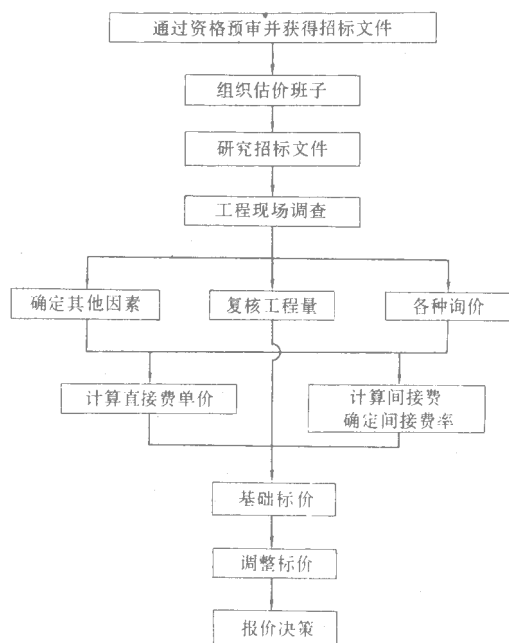 通过资格预审并获得招标文件
组织估价班子
研究招标文件
工程现场调查
确定其他因素
复核工程量
各种询价
计算直接费单价
计算间接费
确定间接费率
基础标价
调整标价
报价决策